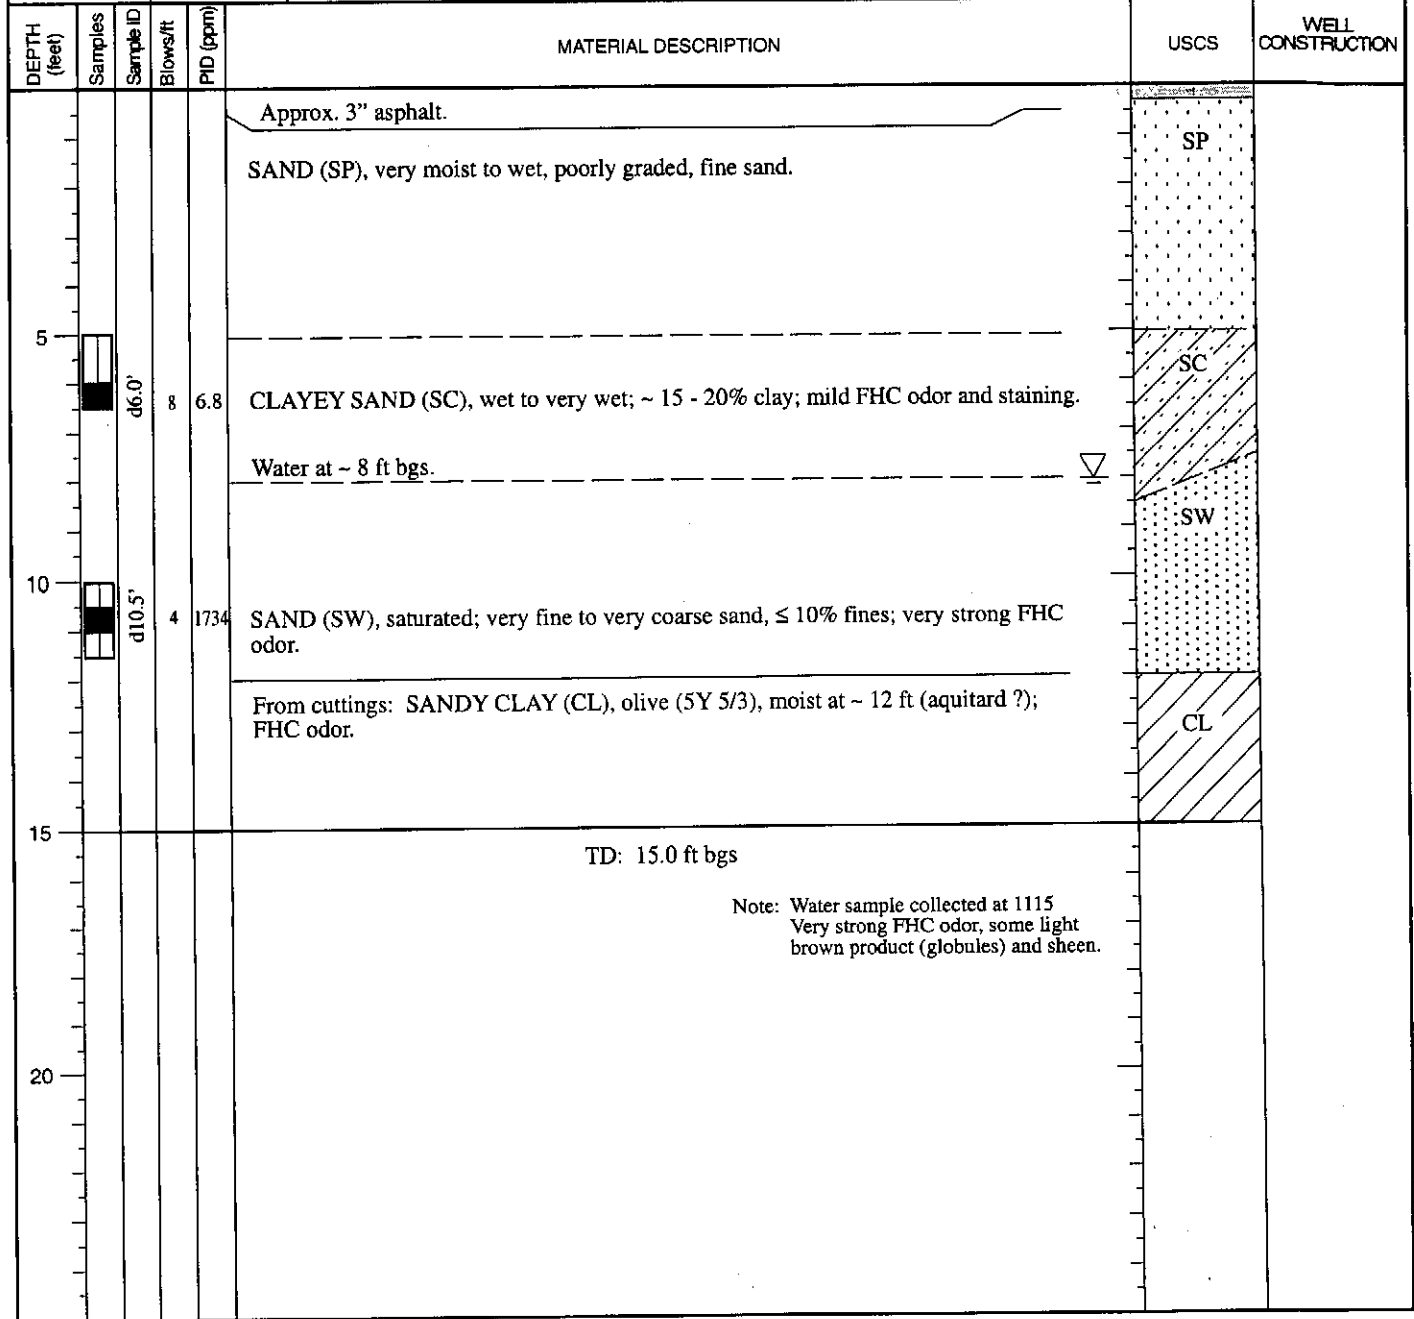 DEPTH
(feet)
Samples
Sample ID
Blows/ft
PID (ppm)
MATERIAL DESCRIPTION
USCS
WELL
CONSTRUCTION
Approx. 3" asphalt.
SP
SAND (SP), very moist to wet, poorly graded, fine sand.
5
SC
d6.0'
8
6.8
CLAYEY SAND (SC), wet to very wet; ~ 15 - 20% clay; mild FHC odor and staining.
Water at ~ 8 ft bgs.
SW
10
d10.5'
4
1734
SAND (SW), saturated; very fine to very coarse sand, ≤ 10% fines; very strong FHC
odor.
From cuttings: SANDY CLAY (CL), olive (5Y 5/3), moist at ~ 12 ft (aquitard ?);
FHC odor.
CL
15
TD: 15.0 ft bgs
Note: Water sample collected at 1115
Very strong FHC odor, some light
brown product (globules) and sheen.
20